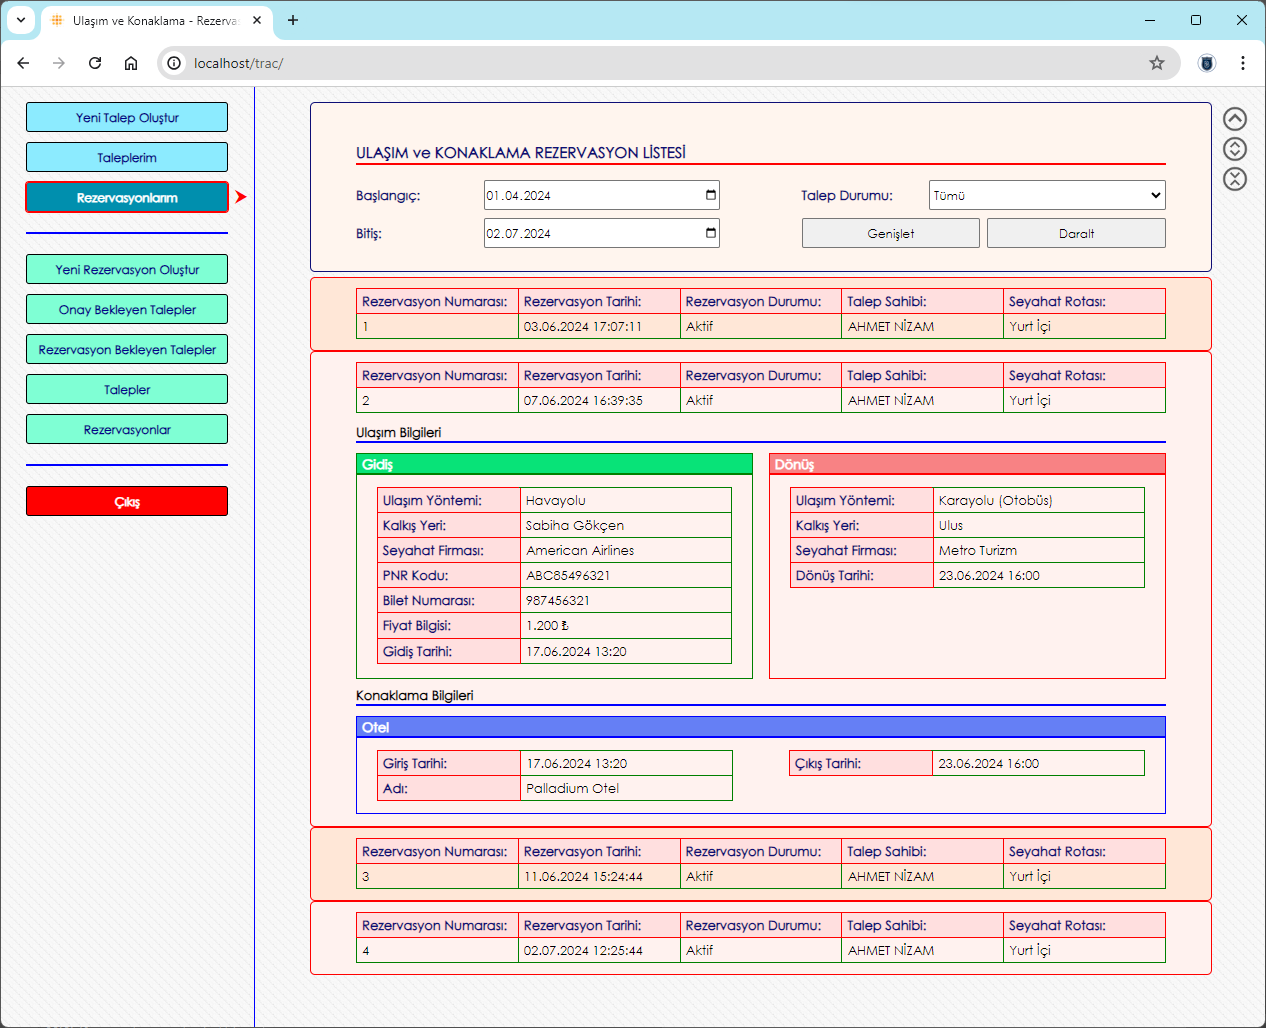 Ulaşım ve Konaklama - Rezerva
localhost/trac/
Yeni Talep Oluştur
Taleplerim
Rezervasyonlarım
Yeni Rezervasyon Oluştur
Onay Bekleyen Talepler
Rezervasyon Bekleyen Talepler
Talepler
Rezervasyonlar
Çıkış
ULAŞIM ve KONAKLAMA REZERVASYON LİSTESİ
Başlangıç: 01.04.2024 Talep Durumu: Tümü
Bitiş: 02.07.2024 Genişlet Daralt
Rezervasyon Numarası: Rezervasyon Tarihi: Rezervasyon Durumu: Talep Sahibi: Seyahat Rotası:
1 03.06.2024 17:07:11 Aktif AHMET NİZAM Yurt İçi
Rezervasyon Numarası: Rezervasyon Tarihi: Rezervasyon Durumu: Talep Sahibi: Seyahat Rotası:
2 07.06.2024 16:39:35 Aktif AHMET NİZAM Yurt İçi
Ulaşım Bilgileri
Gidiş
Ulaşım Yöntemi: Havayolu
Kalkış Yeri: Sabiha Gökçen
Seyahat Firması: American Airlines
PNR Kodu: ABC85496321
Bilet Numarası: 987456321
Fiyat Bilgisi: 1.200 ₺
Gidiş Tarihi: 17.06.2024 13:20
Dönüş
Ulaşım Yöntemi: Karayolu (Otobüs)
Kalkış Yeri: Ulus
Seyahat Firması: Metro Turizm
Dönüş Tarihi: 23.06.2024 16:00
Konaklama Bilgileri
Otel
Giriş Tarihi: 17.06.2024 13:20 Çıkış Tarihi: 23.06.2024 16:00
Adı: Palladium Otel
Rezervasyon Numarası: Rezervasyon Tarihi: Rezervasyon Durumu: Talep Sahibi: Seyahat Rotası:
3 11.06.2024 15:24:44 Aktif AHMET NİZAM Yurt İçi
Rezervasyon Numarası: Rezervasyon Tarihi: Rezervasyon Durumu: Talep Sahibi: Seyahat Rotası:
4 02.07.2024 12:25:44 Aktif AHMET NİZAM Yurt İçi